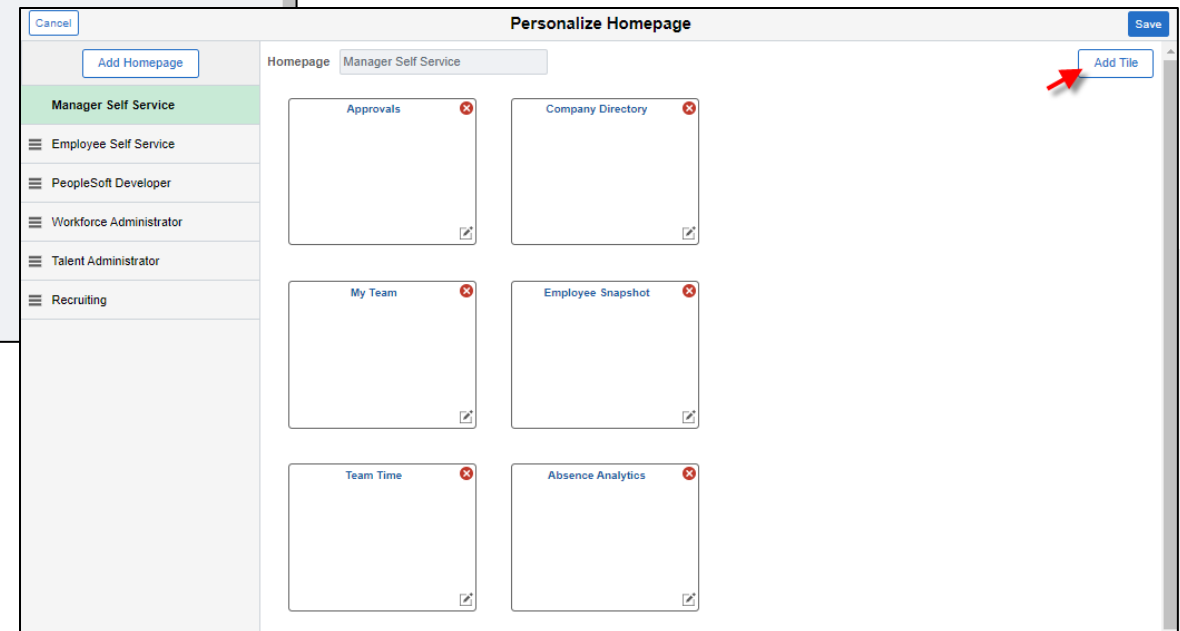 Cancel
Personalize Homepage
Save
Add Homepage
Homepage
Manager Self Service
Add Tile
Manager Self Service
Employee Self Service
PeopleSoft Developer
Workforce Administrator
Talent Administrator
Recruiting
Approvals
Company Directory
My Team
Employee Snapshot
Team Time
Absence Analytics